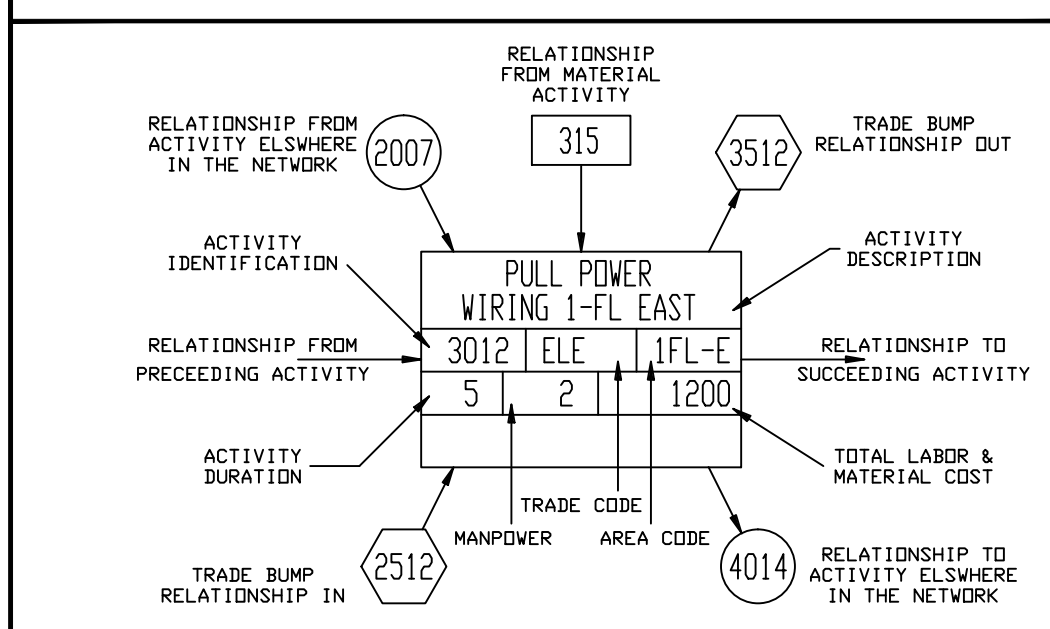 RELATIONSHIP
FROM MATERIAL
ACTIVITY
RELATIONSHIP FROM
ACTIVITY ELSWHERE
IN THE NETWORK
2007
315
3512
TRADE BUMP
RELATIONSHIP OUT
ACTIVITY
IDENTIFICATION
PULL POWER
WIRING 1-FL EAST
ACTIVITY
DESCRIPTION
RELATIONSHIP FROM
PRECEEDING ACTIVITY
3012 ELE 1FL-E
5 2 1200
RELATIONSHIP TO
SUCCEEDING ACTIVITY
ACTIVITY
DURATION
TOTAL LABOR &
MATERIAL COST
TRADE CODE
MANPOWER
AREA CODE
2512
TRADE BUMP
RELATIONSHIP IN
4014
RELATIONSHIP TO
ACTIVITY ELSWHERE
IN THE NETWORK